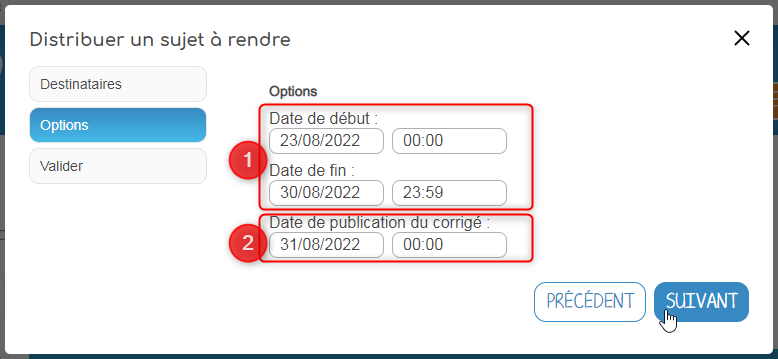 Distribuer un sujet à rendre
Destinataires
Options
Valider
Options
1
Date de début :
23/08/2022 00:00
Date de fin :
30/08/2022 23:59
2
Date de publication du corrigé :
31/08/2022 00:00
PRÉCÉDENT SUIVANT